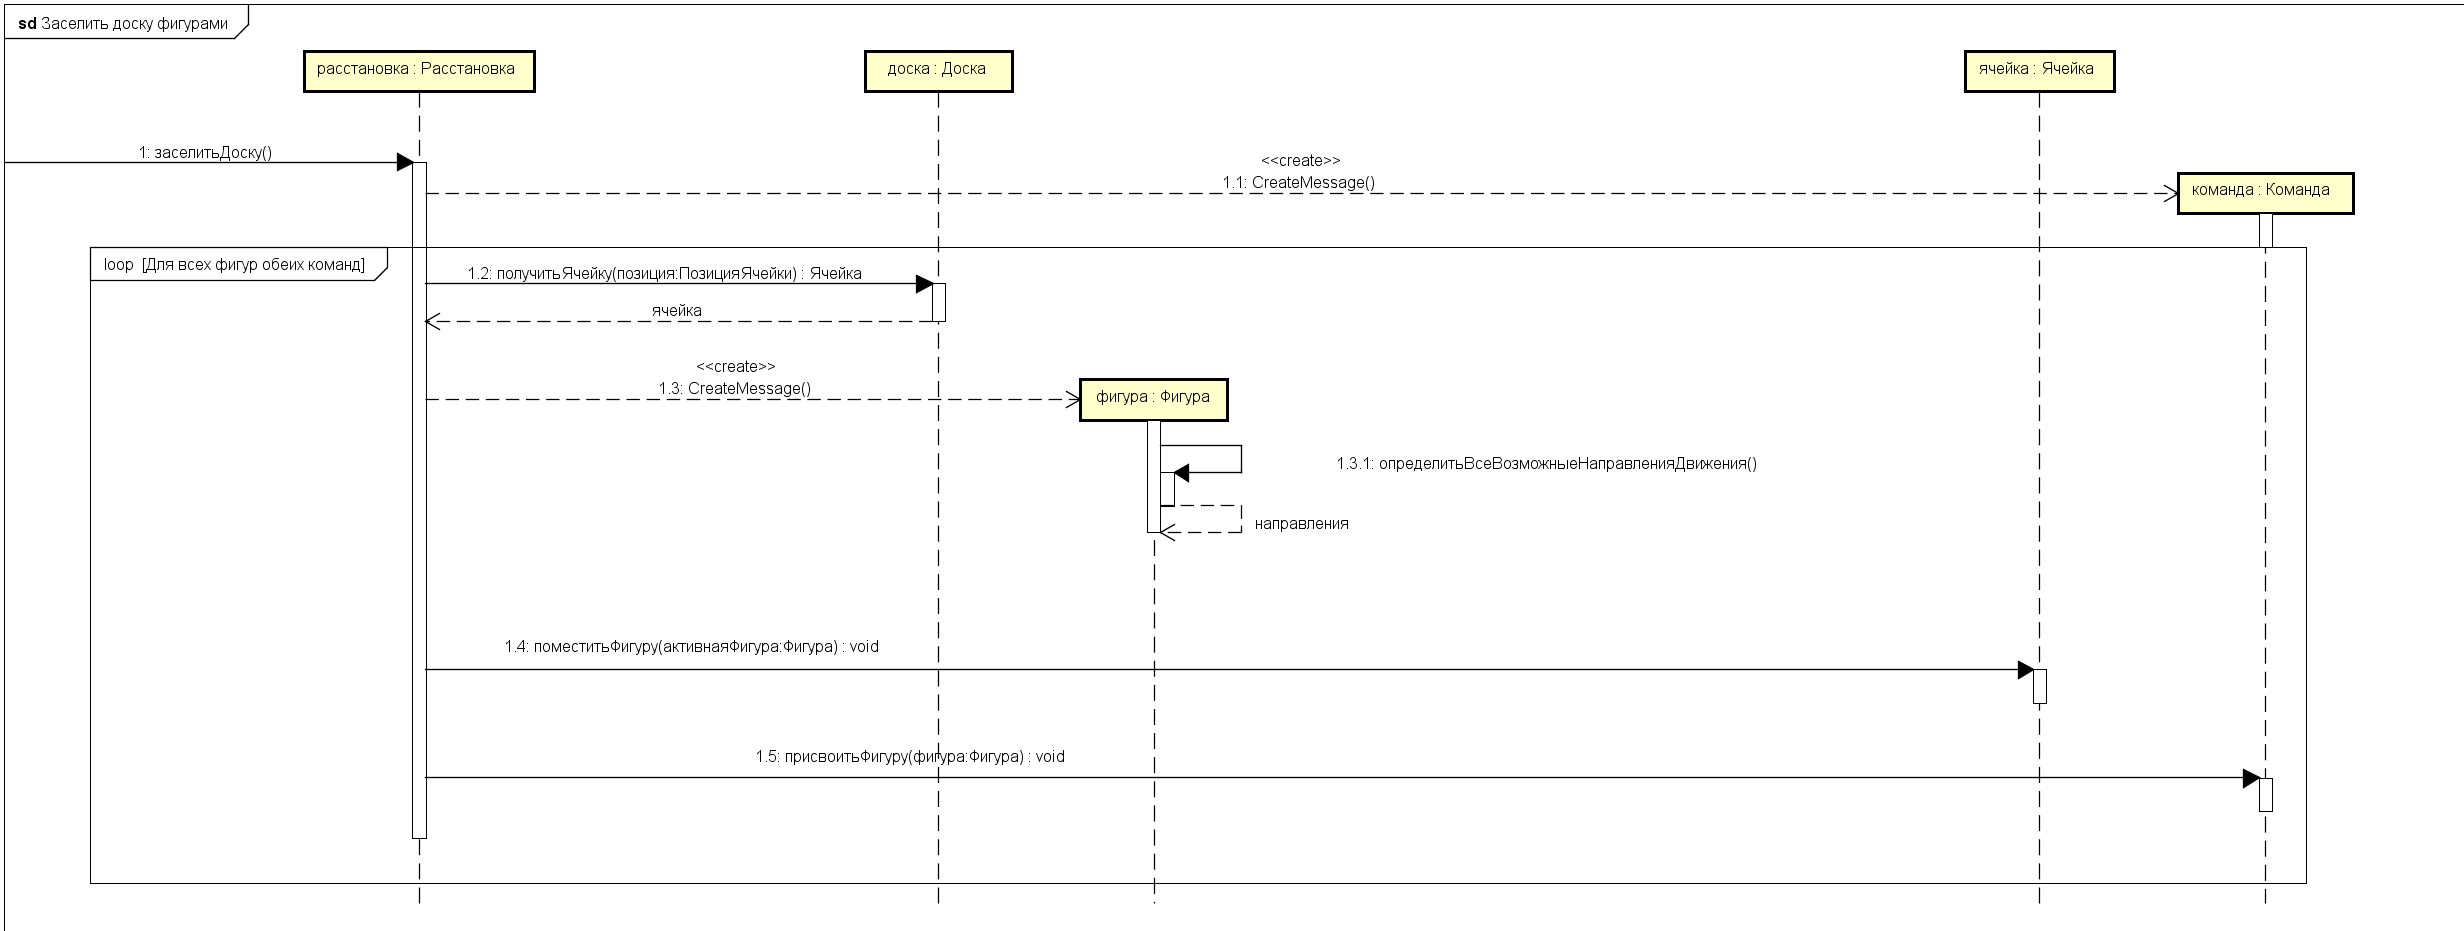 sd Заселить доску фигурами
расстановка : Расстановка
доска : Доска
ячейка : Ячейка
1: заселитьДоску()
<<create>>
1.1: CreateMessage()
команда : Команда
loop [Для всех фигур обеих команд]
1.2: получитьЯчейку(позиция:ПозицияЯчейки) : Ячейка
ячейка
<<create>>
1.3: CreateMessage()
фигура : Фигура
1.3.1: определитьВсеВозможныеНаправленияДвижения()
направления
1.4: поместитьФигуру(активнаяФигура:Фигура) : void
1.5: присвоитьФигуру(фигура:Фигура) : void